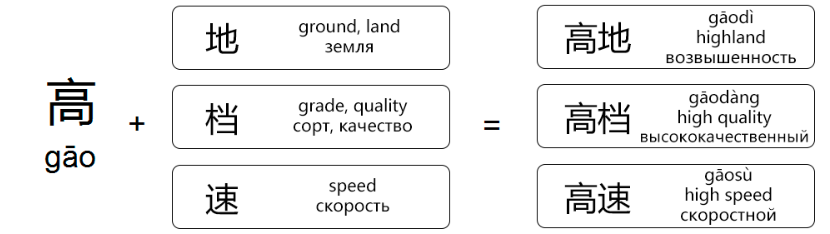 高
gāo
+
地
ground, land
земля
档
grade, quality
сорт, качество
速
speed
скорость
=
高地
gāodì
highland
возвышенность
高档
gāodàng
high quality
высококачественный
高速
gāosù
high speed
скоростной